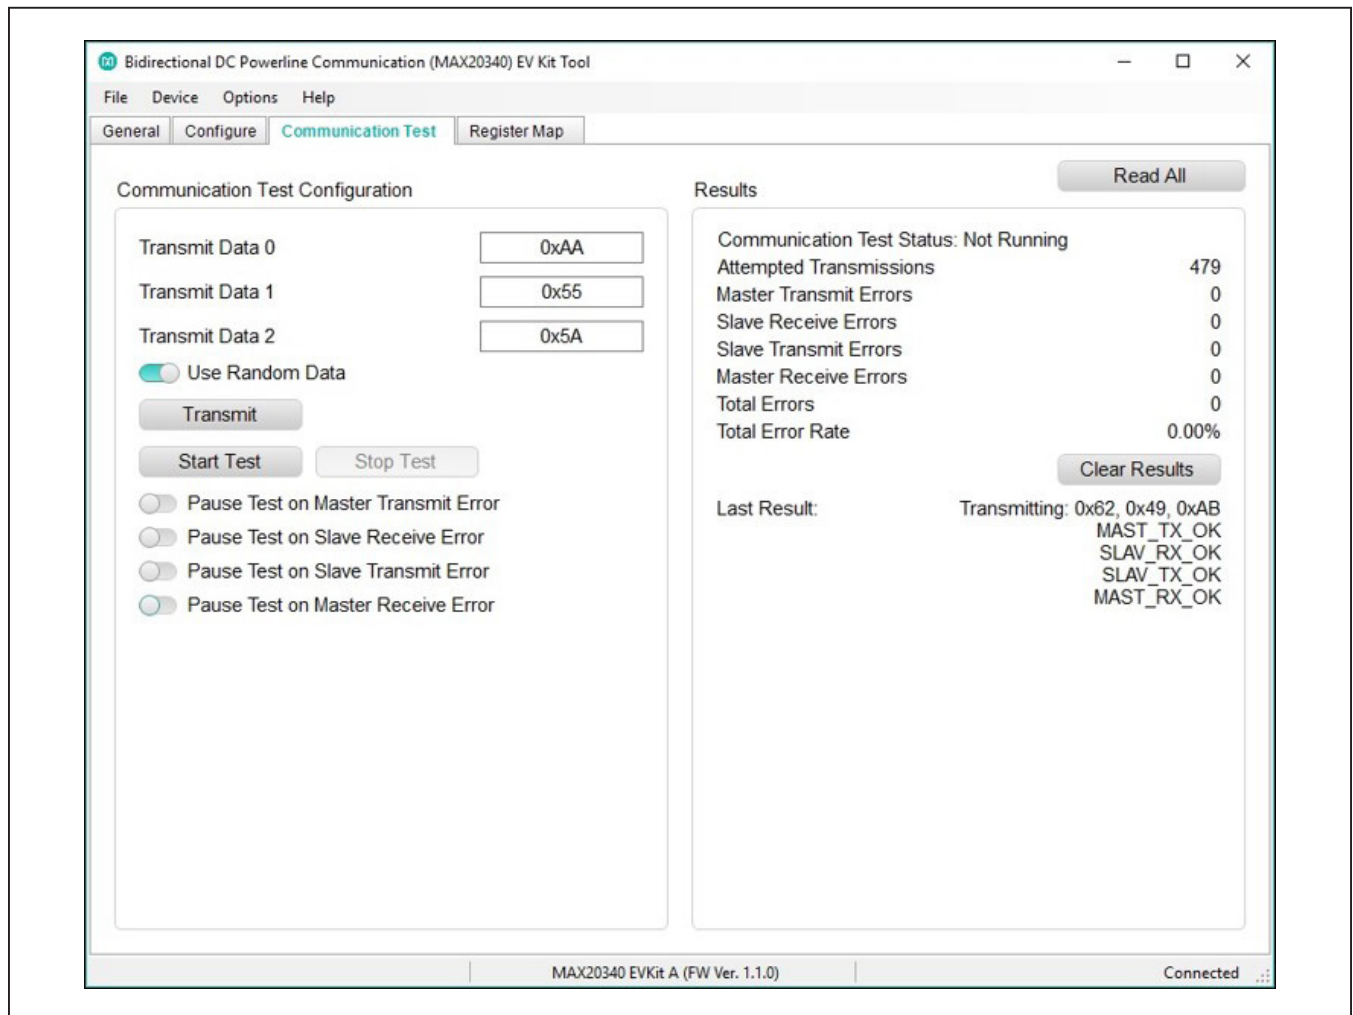 Bidirectional DC Powerline Communication (MAX20340) EV Kit Tool
File Device Options Help
General Configure Communication Test Register Map
Read All
Communication Test Configuration
Transmit Data 0 0xAA
Transmit Data 1 0x55
Transmit Data 2 0x5A
Use Random Data
Transmit
Start Test Stop Test
Pause Test on Master Transmit Error
Pause Test on Slave Receive Error
Pause Test on Slave Transmit Error
Pause Test on Master Receive Error
Results
Communication Test Status: Not Running
Attempted Transmissions 479
Master Transmit Errors 0
Slave Receive Errors 0
Slave Transmit Errors 0
Master Receive Errors 0
Total Errors 0
Total Error Rate 0.00%
Clear Results
Last Result: Transmitting: 0x62, 0x49, 0xAB
MAST_TX_OK
SLAV_RX_OK
SLAV_TX_OK
MAST_RX_OK
MAX20340 EVKit A (FW Ver. 1.1.0) Connected